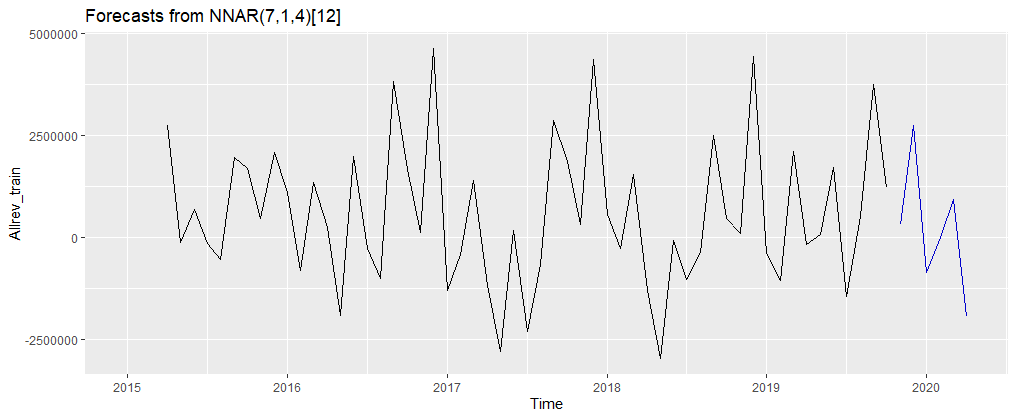 Forecasts from NNAR(7,1,4)[12]
5000000
2500000
0
-2500000
Allrev_train
2015 2016 2017 2018 2019 2020
Time